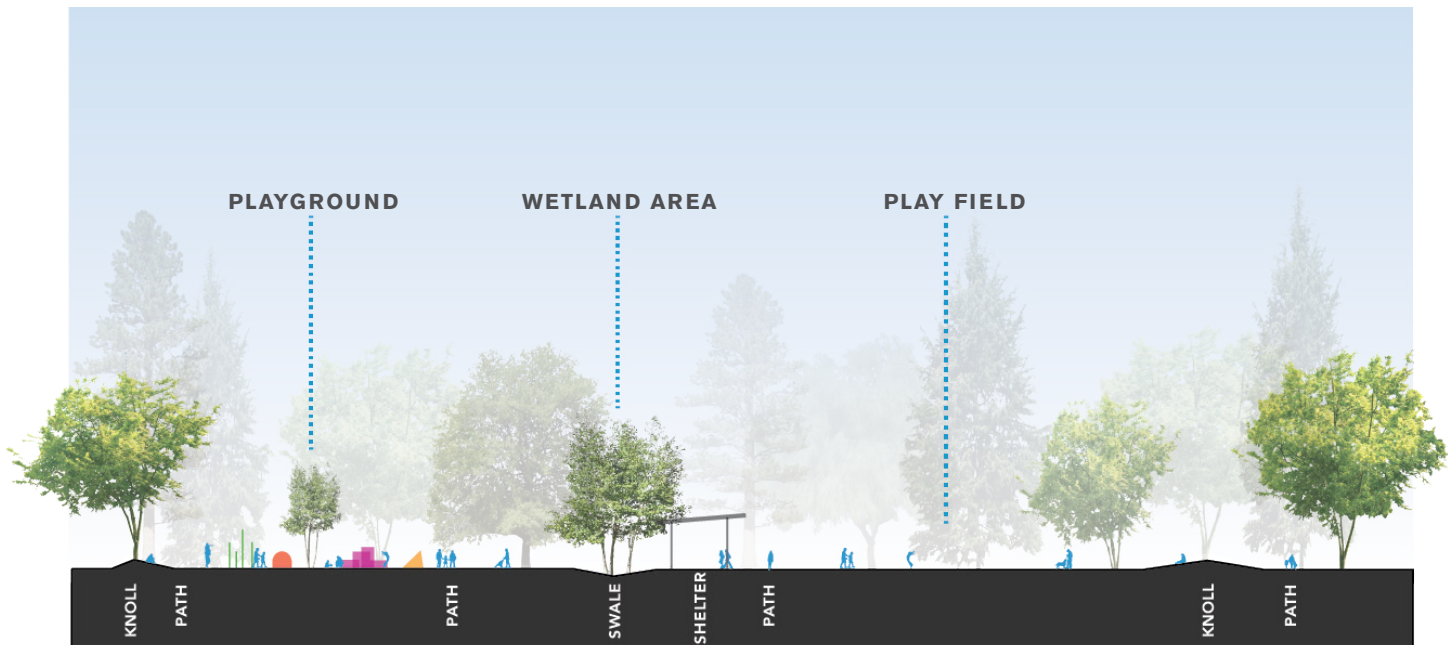 PLAYGROUND
WETLAND AREA
PLAY FIELD
KNOLL
PATH
PATH
SWALE
SHELTER
PATH
KNOLL
PATH